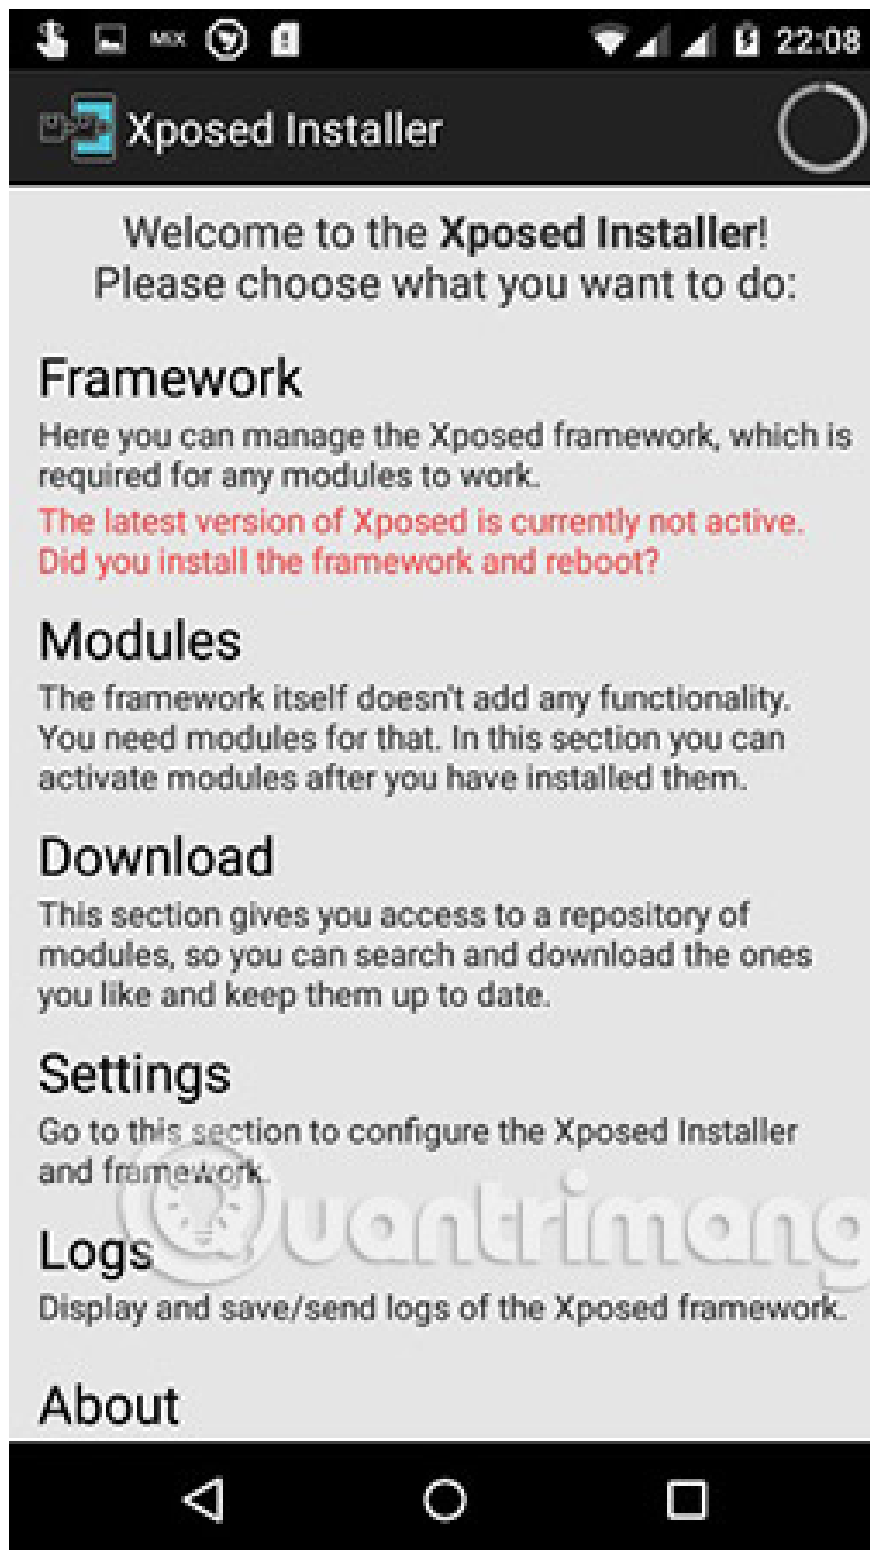 MiX
22:08
Xposed Installer
Welcome to the Xposed Installer!
Please choose what you want to do:
Framework
Here you can manage the Xposed framework, which is
required for any modules to work.
The latest version of Xposed is currently not active.
Did you install the framework and reboot?
Modules
The framework itself doesn't add any functionality.
You need modules for that. In this section you can
activate modules after you have installed them.
Download
This section gives you access to a repository of
modules, so you can search and download the ones
you like and keep them up to date.
Settings
Go to this section to configure the Xposed Installer
and framework.
Quantrimang
Logs
Display and save/send logs of the Xposed framework.
About